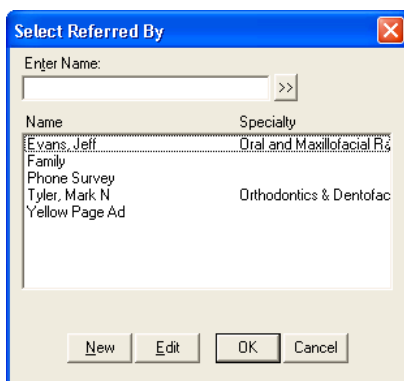 Select Referred By
Enter Name:
>>
Name Specialty
Evans, Jeff Oral and Maxillofacial Ra
Family
Phone Survey
Tyler, Mark N Orthodontics & Dentofac
Yellow Page Ad
New Edit OK Cancel